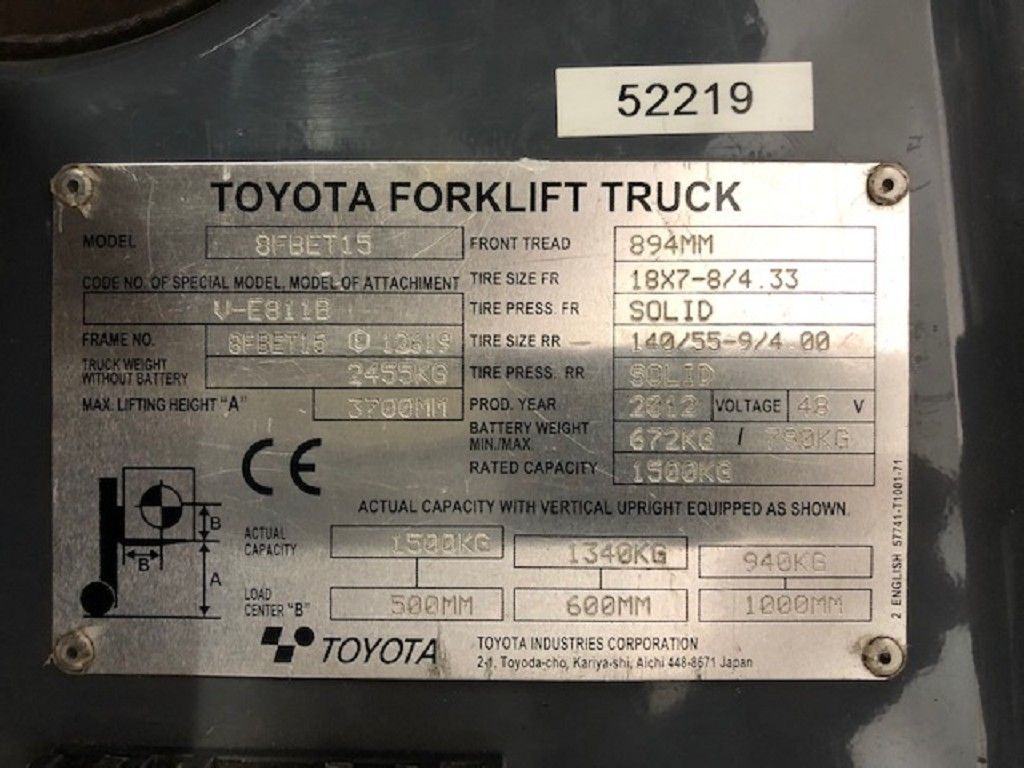 52219
TOYOTA FORKLIFT TRUCK
MODEL 8FBET15 FRONT TREAD 894MM
CODE NO. OF SPECIAL MODEL, MODEL OF ATTACHMENT TIRE SIZE FR 18X7-8/4.33
V-E811B TIRE PRESS. FR SOLID
FRAME NO. 8FBET15 12619 TIRE SIZE RR 140/55-9/4.00
TRUCK WEIGHT WITHOUT BATTERY 2455KG TIRE PRESS. RR SOLID
MAX. LIFTING HEIGHT "A" 3700MM PROD. YEAR 2012 VOLTAGE 48 V
BATTERY WEIGHT MIN./MAX. 672KG /
RATED CAPACITY 1500KG
ACTUAL CAPACITY WITH VERTICAL UPRIGHT EQUIPPED AS SHOWN.
CE
B
B
A
ACTUAL CAPACITY 1500KG 1340KG 940KG
LOAD CENTER "B" 500MM 600MM 1000MM
TOYOTA
TOYOTA INDUSTRIES CORPORATION
2-1, Toyoda-cho, Kariya-shi, Aichi 448-8671 Japan
2 ENGLISH 57741-T1001-71